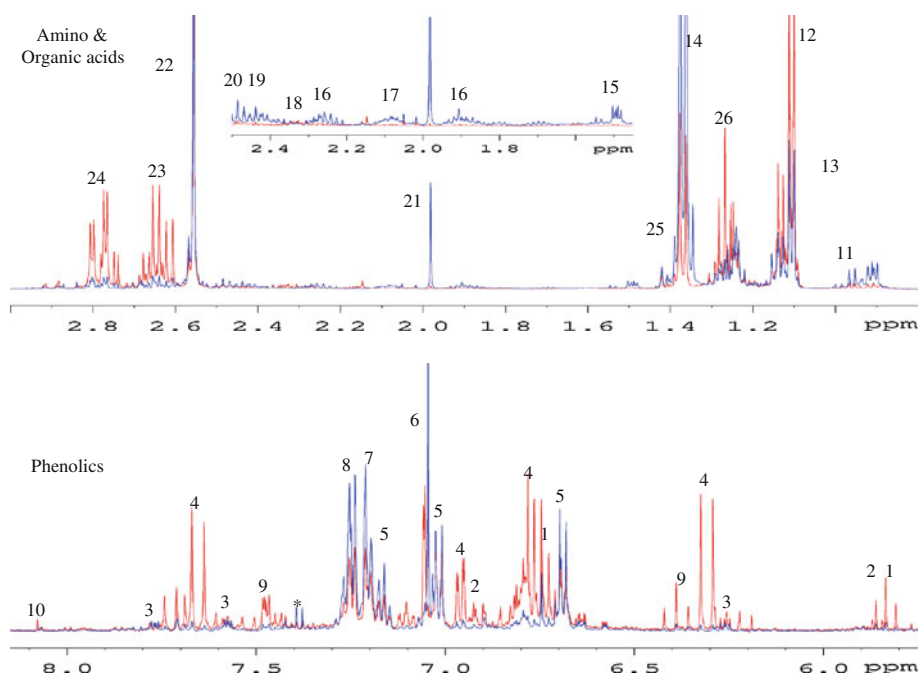 Amino &
Organic acids
22
20 19 18 16 17 16 15
14 12
2.4 2.2 2.0 1.8 ppm
26
24 23 21 25 13 11
2.8 2.6 2.4 2.2 2.0 1.8 1.6 1.4 1.2 ppm
Phenolics
6
8 7 4 4
4 5 5 5
1
10 3 3 9 * 4 2 9 3 2 1
8.0 7.5 7.0 6.5 6.0 ppm